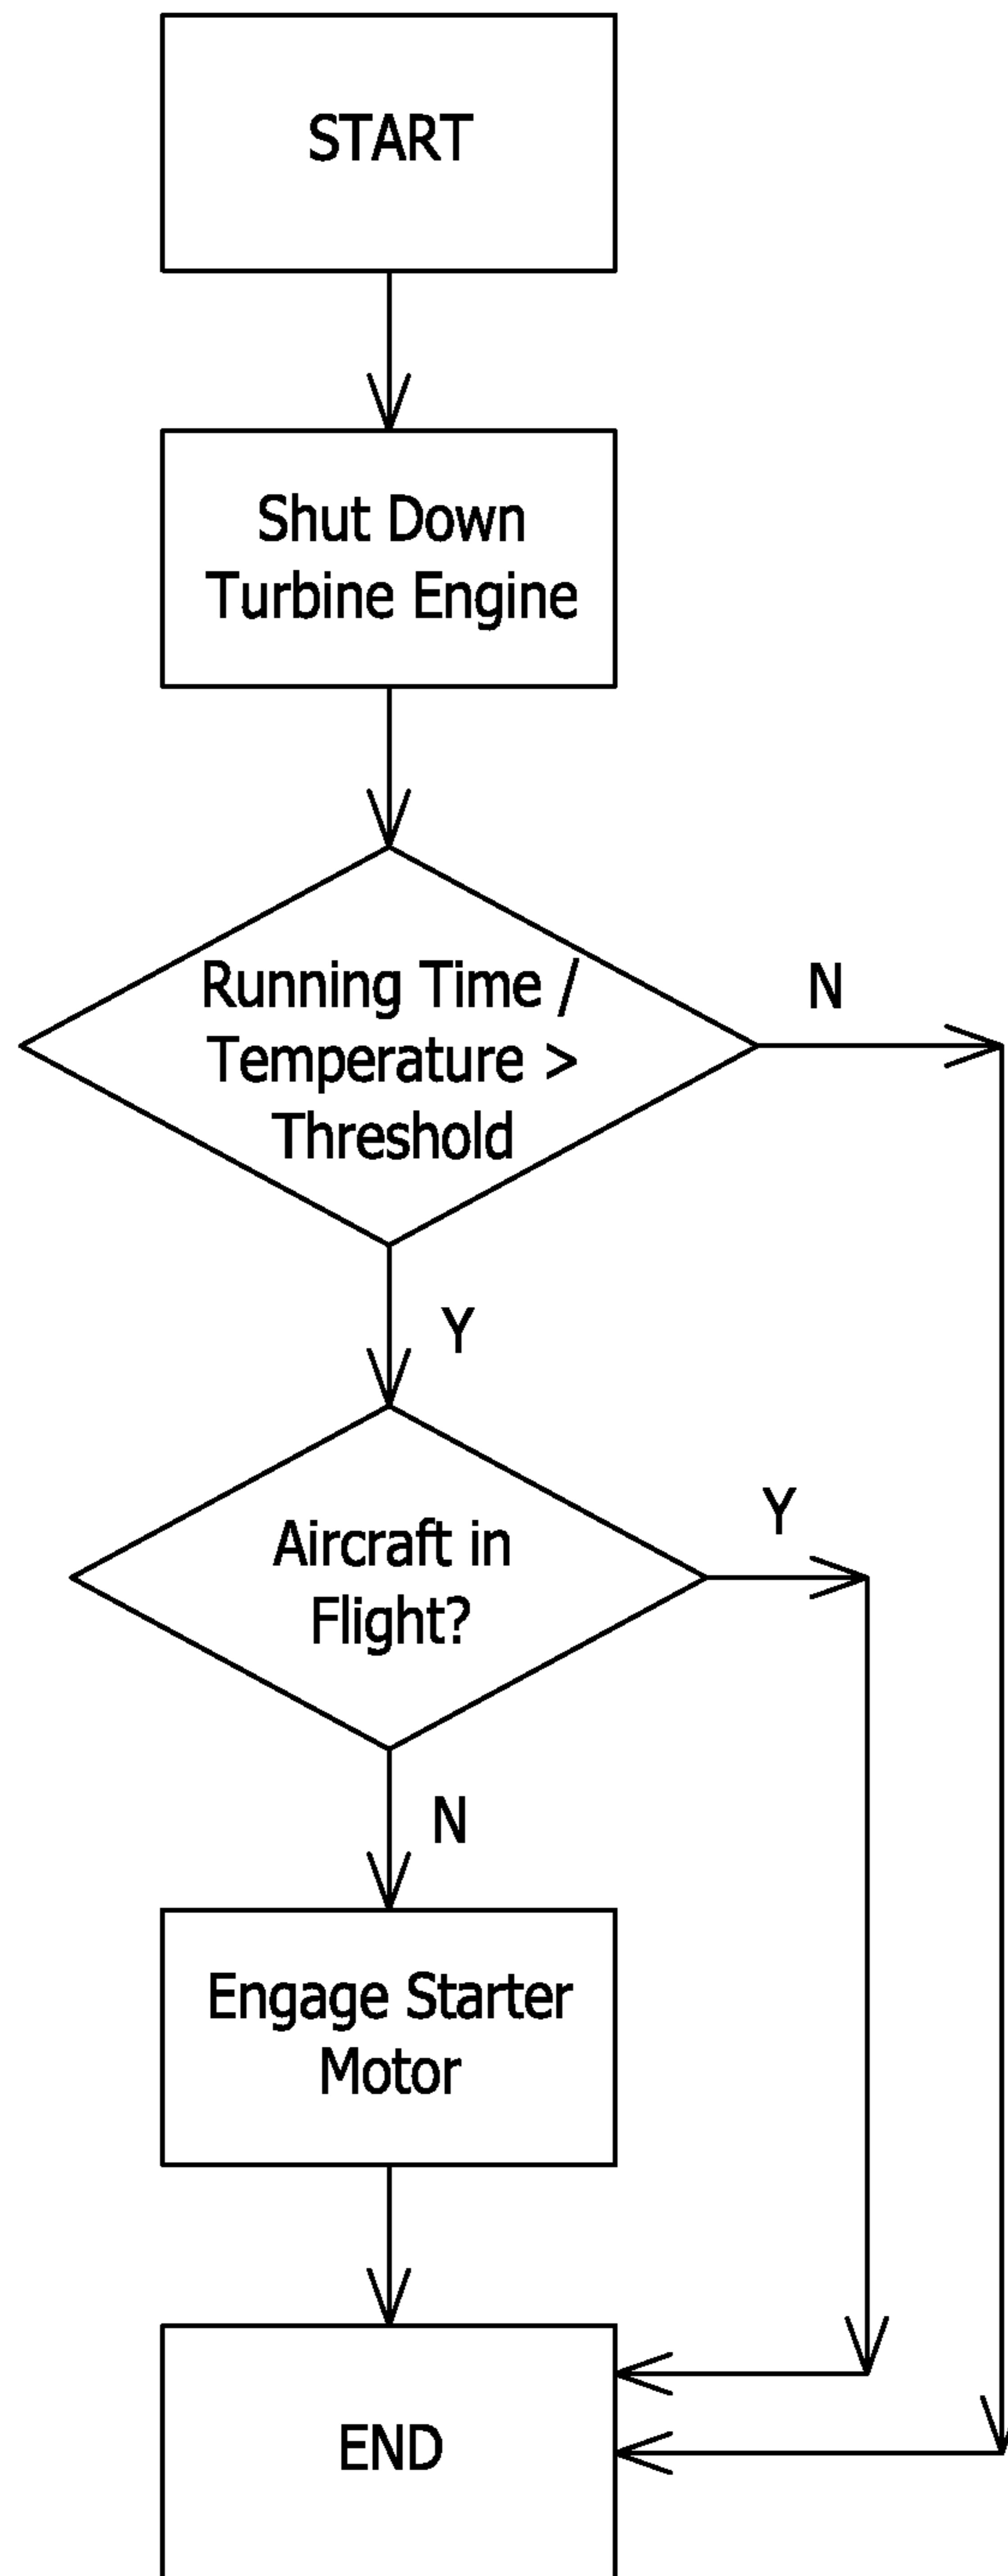 START
Shut Down
Turbine Engine
Running Time /
Temperature >
Threshold
N
Y
Aircraft in
Flight?
Y
N
Engage Starter
Motor
END